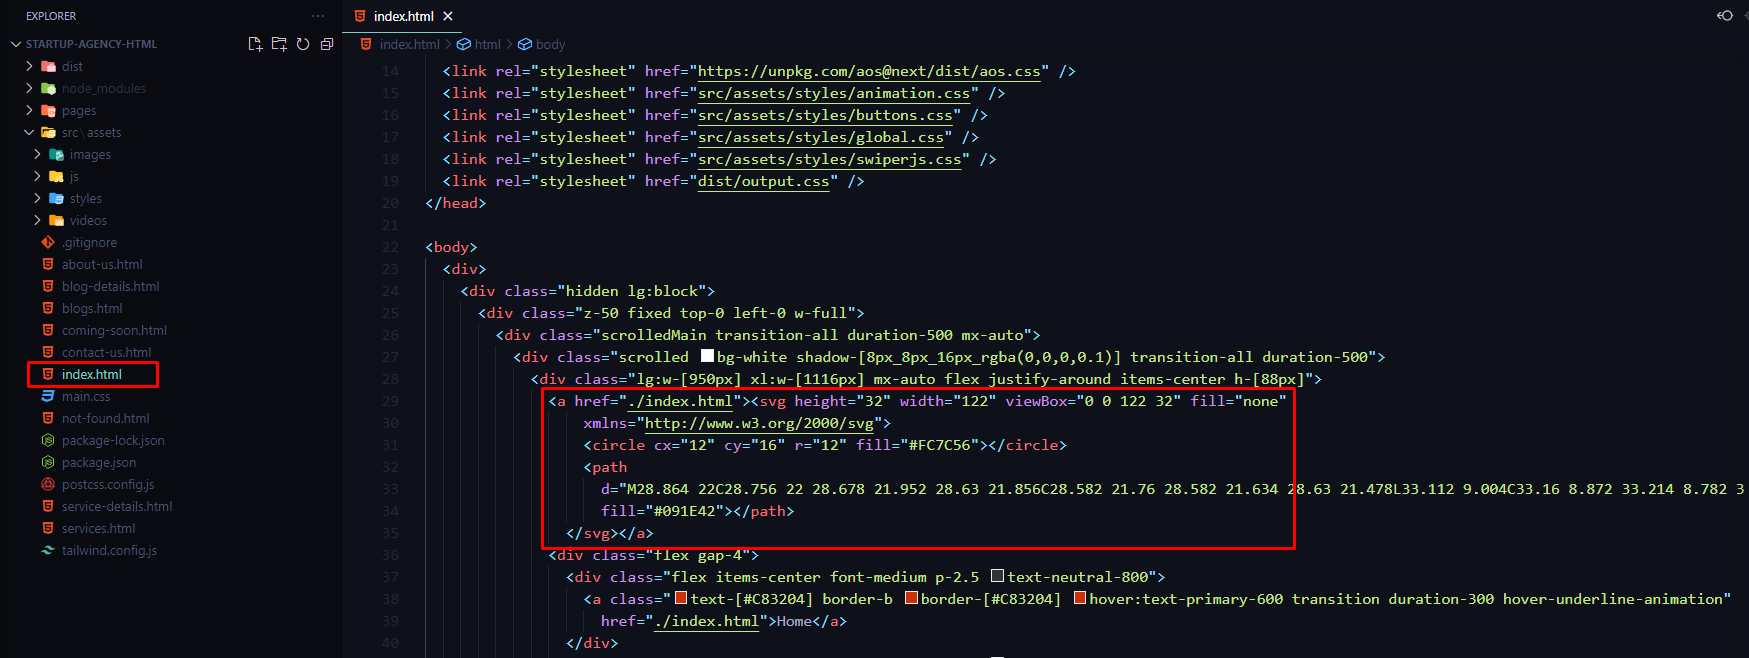 EXPLORER
STARTUP-AGENCY-HTML
dist
node_modules
pages
src\assets
images
js
styles
videos
.gitignore
about-us.html
blog-details.html
blogs.html
coming-soon.html
contact-us.html
index.html
main.css
not-found.html
package-lock.json
package.json
postcss.config.js
service-details.html
services.html
tailwind.config.js
index.html
index.html > html > body
14 <link rel="stylesheet" href="https://unpkg.com/aos@next/dist/aos.css" />
15 <link rel="stylesheet" href="src/assets/styles/animation.css" />
16 <link rel="stylesheet" href="src/assets/styles/buttons.css" />
17 <link rel="stylesheet" href="src/assets/styles/global.css" />
18 <link rel="stylesheet" href="src/assets/styles/swiperjs.css" />
19 <link rel="stylesheet" href="dist/output.css" />
20 </head>
21
22 <body>
23 <div>
24 <div class="hidden lg:block">
25 <div class="z-50 fixed top-0 left-0 w-full">
26 <div class="scrolledMain transition-all duration-500 mx-auto">
27 <div class="scrolled bg-white shadow-[8px_8px_16px_rgba(0,0,0,0.1)] transition-all duration-500">
28 <div class="lg:w-[950px] xl:w-[1116px] mx-auto flex justify-around items-center h-[88px]">
29 <a href="./index.html"><svg height="32" width="122" viewBox="0 0 122 32" fill="none"
30 xmlns="http://www.w3.org/2000/svg">
31 <circle cx="12" cy="16" r="12" fill="#FC7C56"></circle>
32 <path
33 d="M28.864 22C28.756 22 28.678 21.952 28.63 21.856C28.582 21.76 28.582 21.634 28.63 21.478L33.112 9.004C33.16 8.872 33.214 8.782 3
34 fill="#091E42"></path>
35 </svg></a>
36 <div class="flex gap-4">
37 <div class="flex items-center font-medium p-2.5 text-neutral-800">
38 <a class="text-[#C83204] border-b border-[#C83204] hover:text-primary-600 transition duration-300 hover-underline-animation"
39 href="./index.html">Home</a>
40 </div>